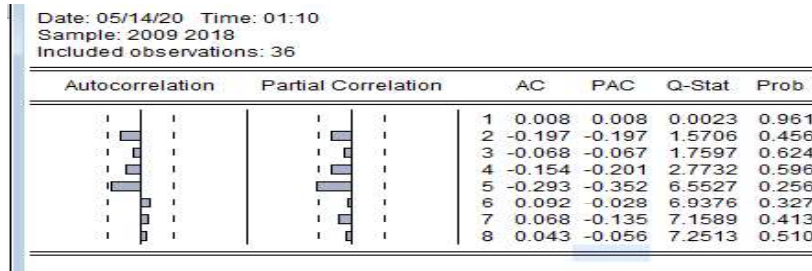 Date: 05/14/20 Time: 01:10
Sample: 2009 2018
Included observations: 36
Autocorrelation Partial Correlation AC PAC Q-Stat Prob
1 0.008 0.008 0.0023 0.961
2 -0.197 -0.197 1.5706 0.456
3 -0.068 -0.067 1.7597 0.624
4 -0.154 -0.201 2.7732 0.596
5 -0.293 -0.352 6.5527 0.256
6 0.092 -0.028 6.9376 0.327
7 0.068 -0.135 7.1589 0.413
8 0.043 -0.056 7.2513 0.510